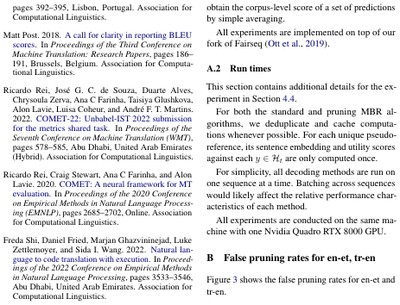 pages 392–395, Lisbon, Portugal. Association for
Computational Linguistics.
Matt Post. 2018. A call for clarity in reporting BLEU
scores. In Proceedings of the Third Conference on
Machine Translation: Research Papers, pages 186–
191, Brussels, Belgium. Association for Computa-
tional Linguistics.
Ricardo Rei, José G. C. de Souza, Duarte Alves,
Chrysoula Zerva, Ana C Farinha, Taisiya Glushkova,
Alon Lavie, Luisa Coheur, and André F. T. Martins.
2022. COMET-22: Unbabel-IST 2022 submission
for the metrics shared task. In Proceedings of the
Seventh Conference on Machine Translation (WMT),
pages 578–585, Abu Dhabi, United Arab Emirates
(Hybrid). Association for Computational Linguistics.
Ricardo Rei, Craig Stewart, Ana C Farinha, and Alon
Lavie. 2020. COMET: A neural framework for MT
evaluation. In Proceedings of the 2020 Conference
on Empirical Methods in Natural Language Process-
ing (EMNLP), pages 2685–2702, Online. Association
for Computational Linguistics.
Freda Shi, Daniel Fried, Marjan Ghazvininejad, Luke
Zettlemoyer, and Sida I. Wang. 2022. Natural lan-
guage to code translation with execution. In Proceed-
ings of the 2022 Conference on Empirical Methods
in Natural Language Processing, pages 3533–3546,
Abu Dhabi, United Arab Emirates. Association for
Computational Linguistics.
obtain the corpus-level score of a set of predictions
by simple averaging.
All experiments are implemented on top of our
fork of Fairseq (Ott et al., 2019).
A.2 Run times
This section contains additional details for the ex-
periment in Section 4.4.
For both the standard and pruning MBR al-
gorithms, we deduplicate and cache computa-
tions whenever possible. For each unique pseudo-
reference, its sentence embedding and utility scores
against each y ∈ H_t are only computed once.
For simplicity, all decoding methods are run on
one sequence at a time. Batching across sequences
would likely affect the relative performance char-
acteristics of each method.
All experiments are conducted on the same ma-
chine with one Nvidia Quadro RTX 8000 GPU.
B False pruning rates for en-et, tr-en
Figure 3 shows the false pruning rates for en-et and
tr-en.